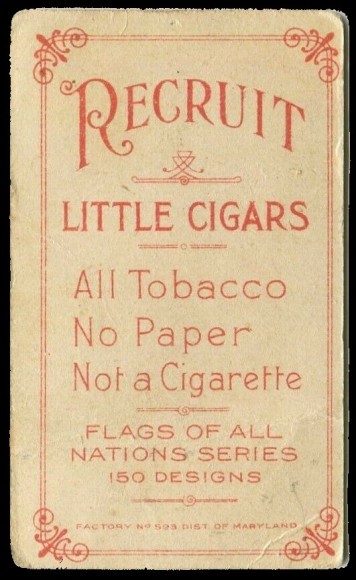 RECRUIT
LITTLE CIGARS
All Tobacco
No Paper
Not a Cigarette
FLAGS OF ALL
NATIONS SERIES
150 DESIGNS
FACTORY Nº 593, DIST. OF MARYLAND